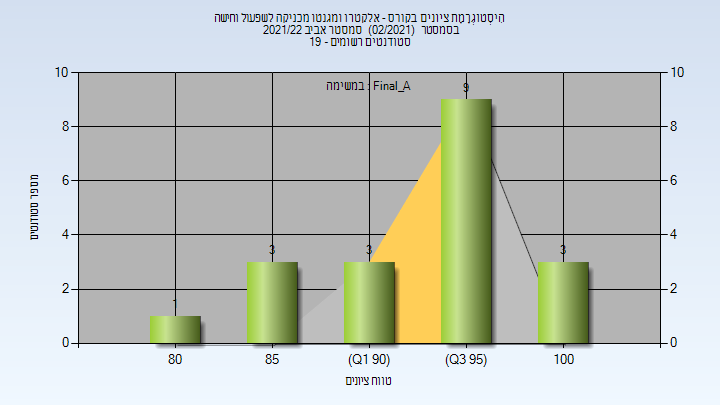 הִיסְטוֹגְרָמַת ציונים בקורס - אלקטרו ומגנטו מכניקה לשפעול וחישה
בסמסטר (02/2021) סמסטר אביב 2021/22
סטודנטים רשומים - 19
במשימה : Final_A
10 10
8 8
6 6
4 4
2 2
0 0
1 3 3 9 3
80 85 (Q1 90) (Q3 95) 100
מספר סטודנטים
טווח ציונים